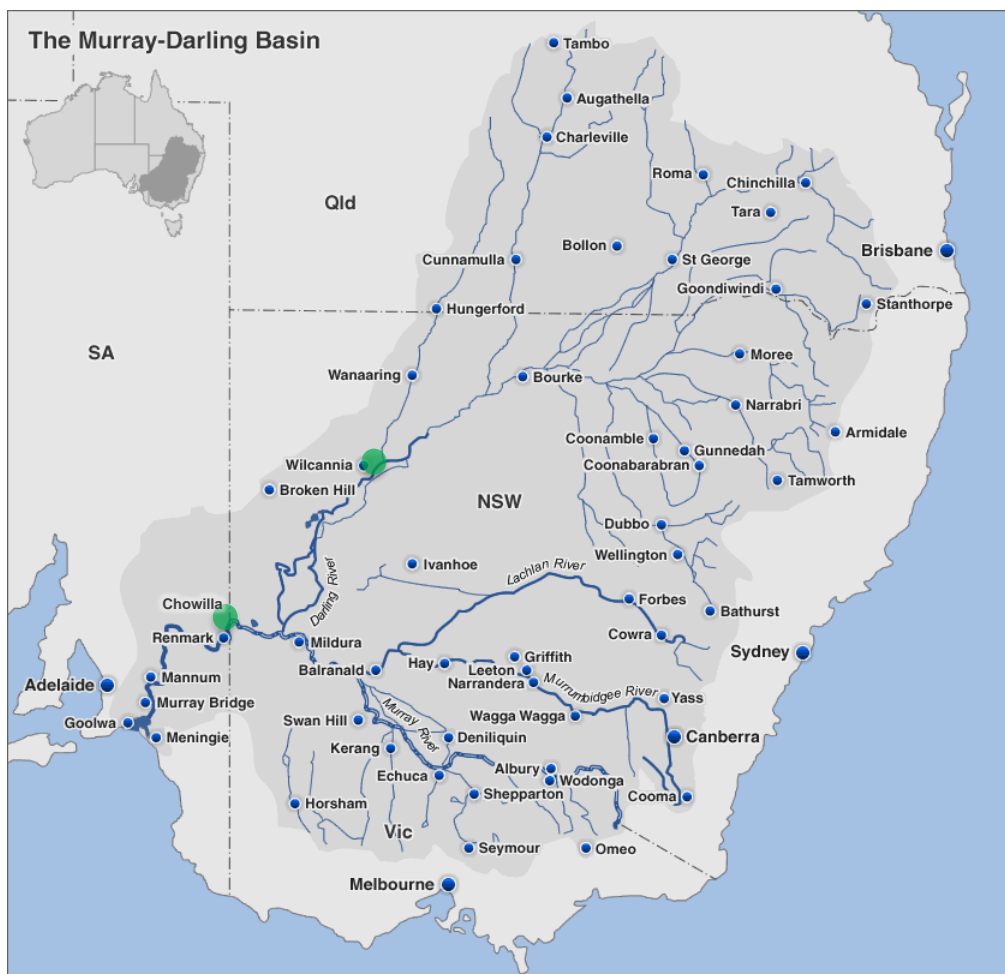 The Murray-Darling Basin
Tambo
Augathella
Charleville
Roma
Chinchilla
Qld
Tara
Bollon
Brisbane
Cunnamulla
St George
Goondiwindi
Stanthorpe
Hungerford
SA
Moree
Wanaaring
Bourke
Narrabri
Armidale
Coonamble
Gunnedah
Wilcannia
Coonabarabran
Tamworth
Broken Hill
NSW
Dubbo
Wellington
Ivanhoe
Lachlan River
Darling River
Chowilla
Forbes
Bathurst
Renmark
Mildura
Cowra
Sydney
Griffith
Hay
Balranald
Leeton
Mannum
Narrandera
Adelaide
Murrumbidgee River
Yass
Murray Bridge
Murray River
Wagga Wagga
Swan Hill
Goolwa
Meningie
Deniliquin
Canberra
Kerang
Albury
Echuca
Wodonga
Shepparton
Cooma
Horsham
Vic
Seymour
Omeo
Melbourne